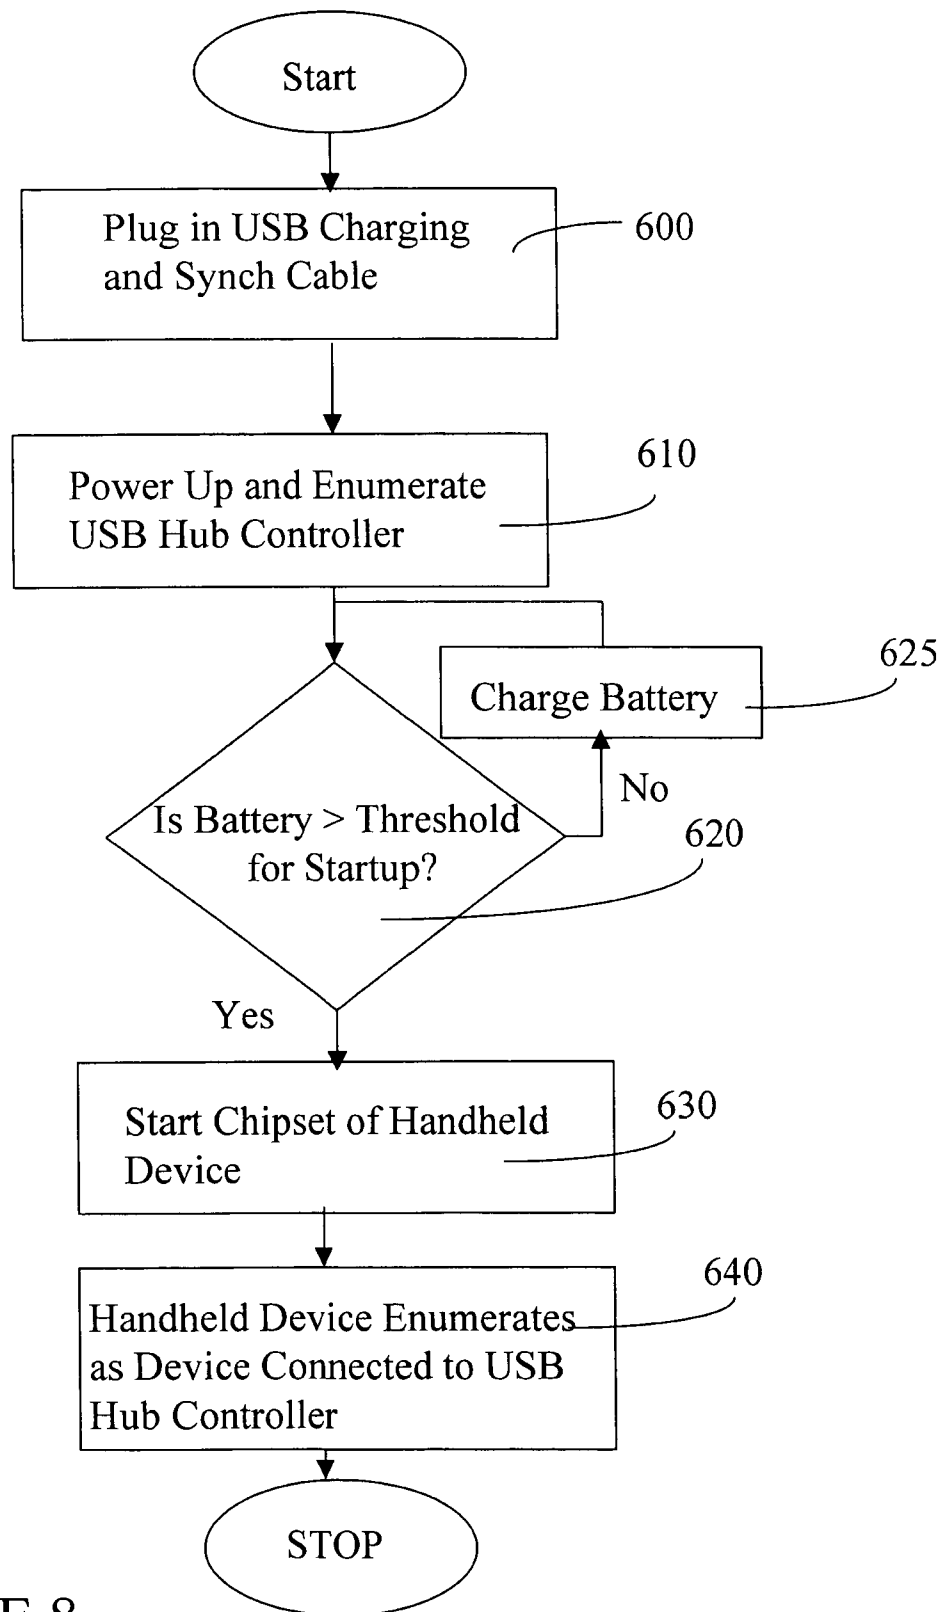 Start
Plug in USB Charging
and Synch Cable
600
610
Power Up and Enumerate
USB Hub Controller
625
Charge Battery
No
Is Battery > Threshold
for Startup?
620
Yes
630
Start Chipset of Handheld
Device
640
Handheld Device Enumerates
as Device Connected to USB
Hub Controller
STOP
E 8